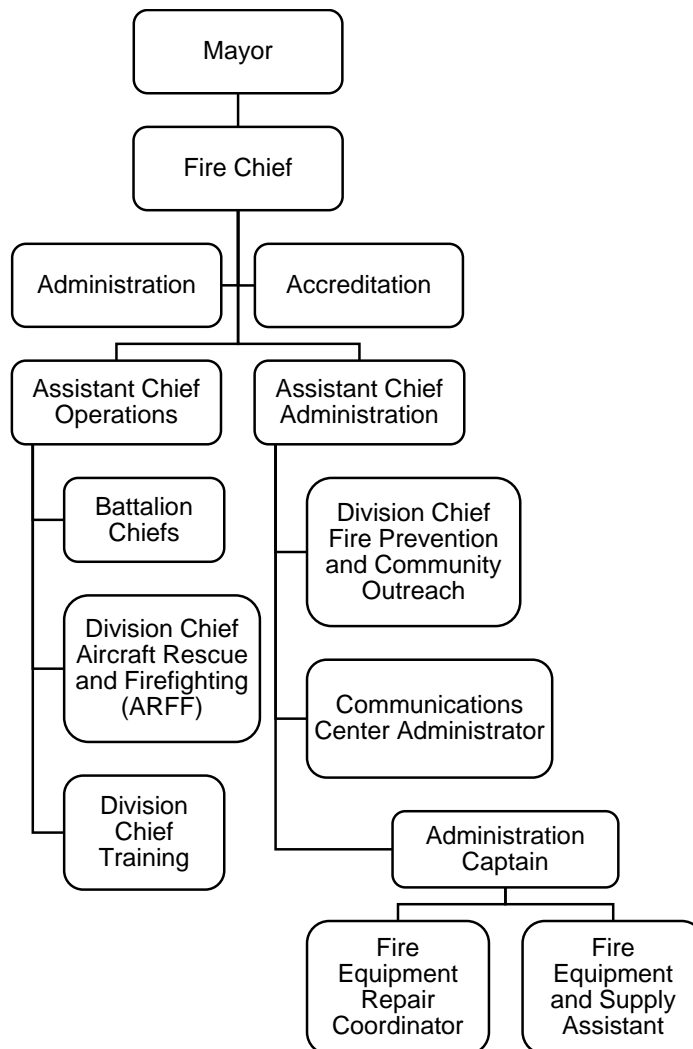 Mayor
Fire Chief
Administration
Accreditation
Assistant Chief
Operations
Assistant Chief
Administration
Battalion
Chiefs
Division Chief
Aircraft Rescue
and Firefighting
(ARFF)
Division
Chief
Training
Division Chief
Fire Prevention
and Community
Outreach
Communications
Center Administrator
Administration
Captain
Fire
Equipment
Repair
Coordinator
Fire
Equipment
and Supply
Assistant